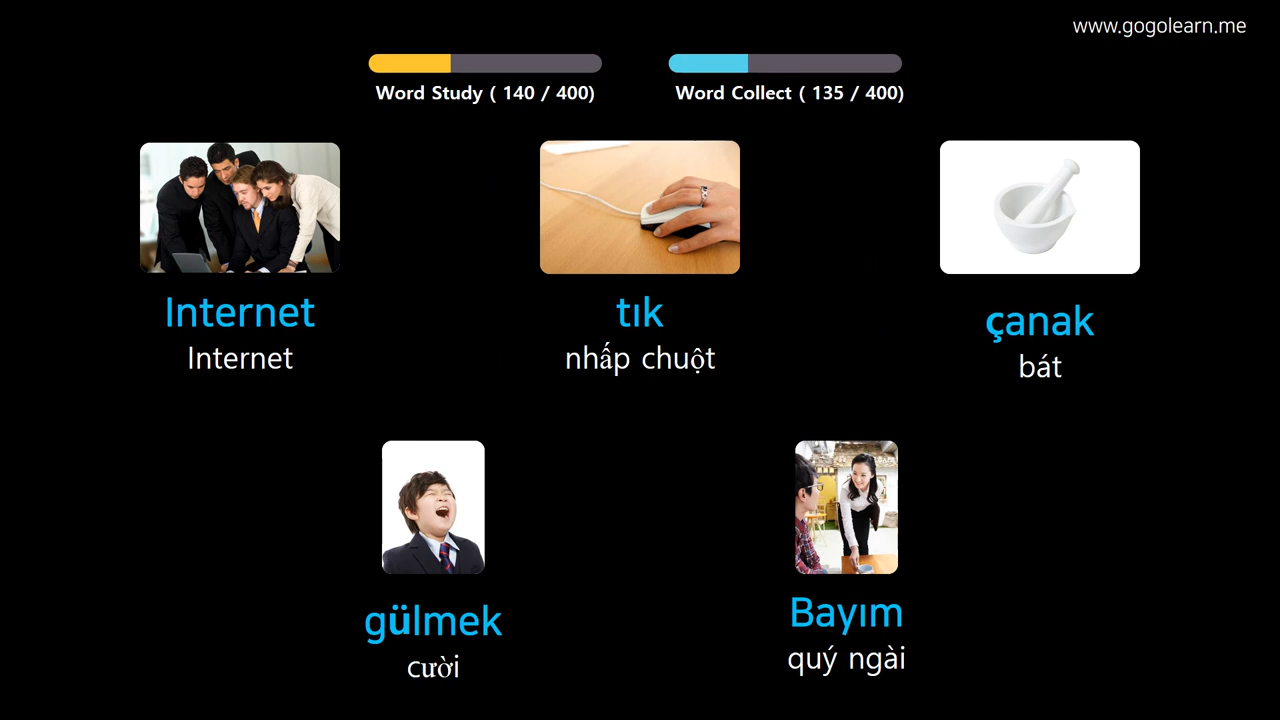 www.gogolearn.me
Word Study ( 140 / 400)
Word Collect ( 135 / 400)
Internet
Internet
tık
nhấp chuột
çanak
bát
gülmek
cười
Bayım
quý ngài